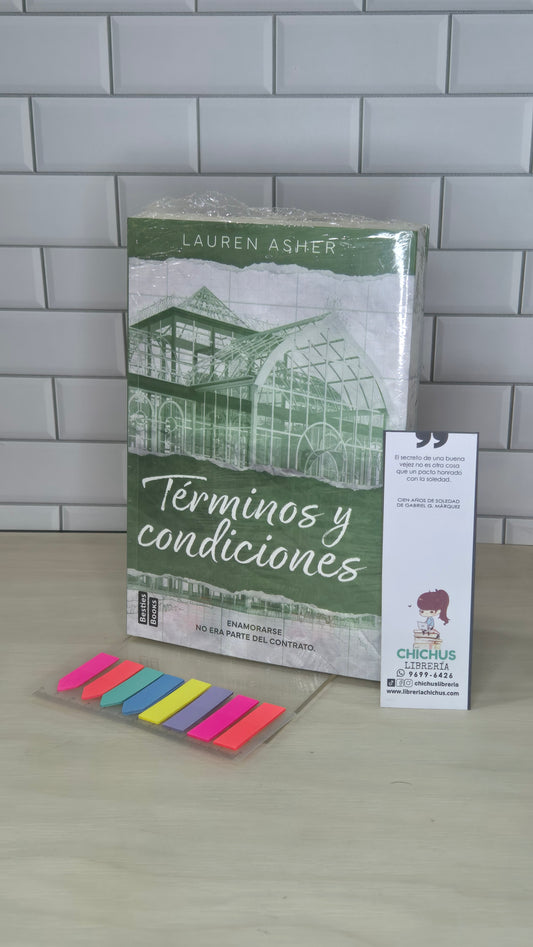 LAUREN ASHER
Términos y
condiciones
Besties
Books
ENAMORARSE
NO ERA PARTE DEL CONTRATO.
”
El secreto de una buena
vejez no es otra cosa
que un pacto honrado
con la soledad.
CIEN AÑOS DE SOLEDAD
DE GABRIEL G. MÁRQUEZ
CHICHUS
LIBRERÍA
9699-6426
chichuslibreria
www.libreriachichus.com